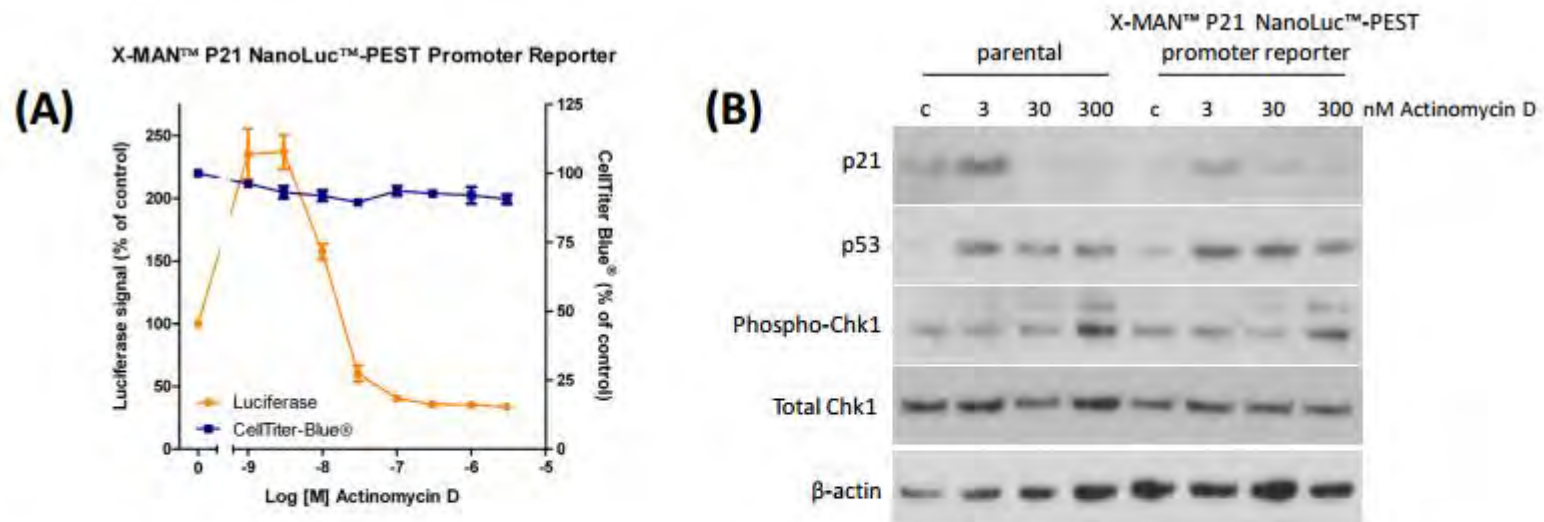 X-MAN™ P21 NanoLuc™-PEST Promoter Reporter
(A)
Luciferase signal (% of control)
250
200
150
100
50
0
125
100
75
50
25
0
CellTiter Blue® (% of control)
Luciferase
CellTiter-Blue®
0 -9 -8 -7 -6 -5
Log [M] Actinomycin D
(B)
X-MAN™ P21 NanoLuc™-PEST
parental promoter reporter
c 3 30 300 c 3 30 300 nM Actinomycin D
p21
p53
Phospho-Chk1
Total Chk1
β-actin